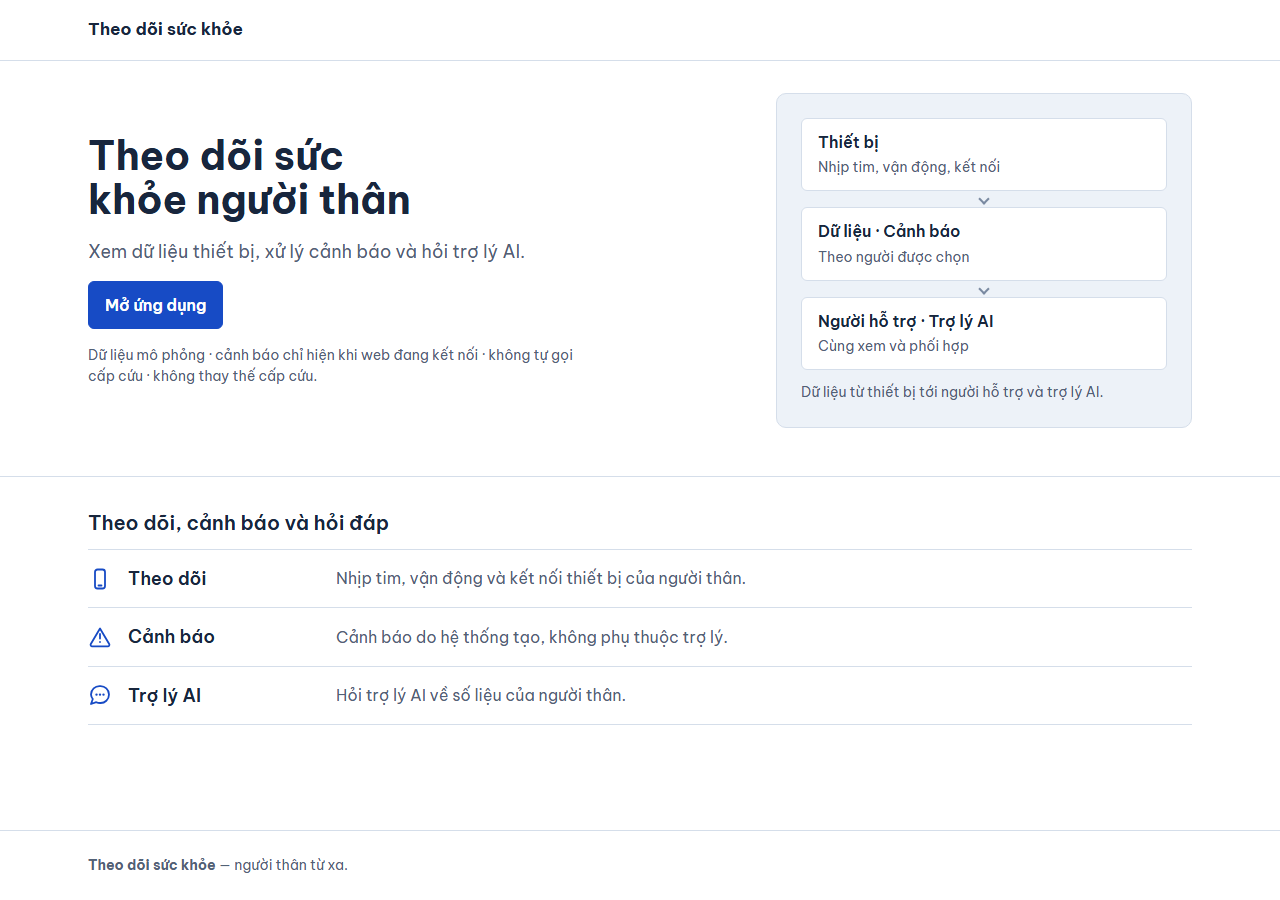 Theo dõi sức khỏe
Theo dõi sức
khỏe người thân
Xem dữ liệu thiết bị, xử lý cảnh báo và hỏi trợ lý AI.
Mở ứng dụng
Dữ liệu mô phỏng · cảnh báo chỉ hiện khi web đang kết nối · không tự gọi
cấp cứu · không thay thế cấp cứu.
Thiết bị
Nhịp tim, vận động, kết nối
Dữ liệu · Cảnh báo
Theo người được chọn
Người hỗ trợ · Trợ lý AI
Cùng xem và phối hợp
Dữ liệu từ thiết bị tới người hỗ trợ và trợ lý AI.
Theo dõi, cảnh báo và hỏi đáp
Theo dõi
Nhịp tim, vận động và kết nối thiết bị của người thân.
Cảnh báo
Cảnh báo do hệ thống tạo, không phụ thuộc trợ lý.
Trợ lý AI
Hỏi trợ lý AI về số liệu của người thân.
Theo dõi sức khỏe — người thân từ xa.